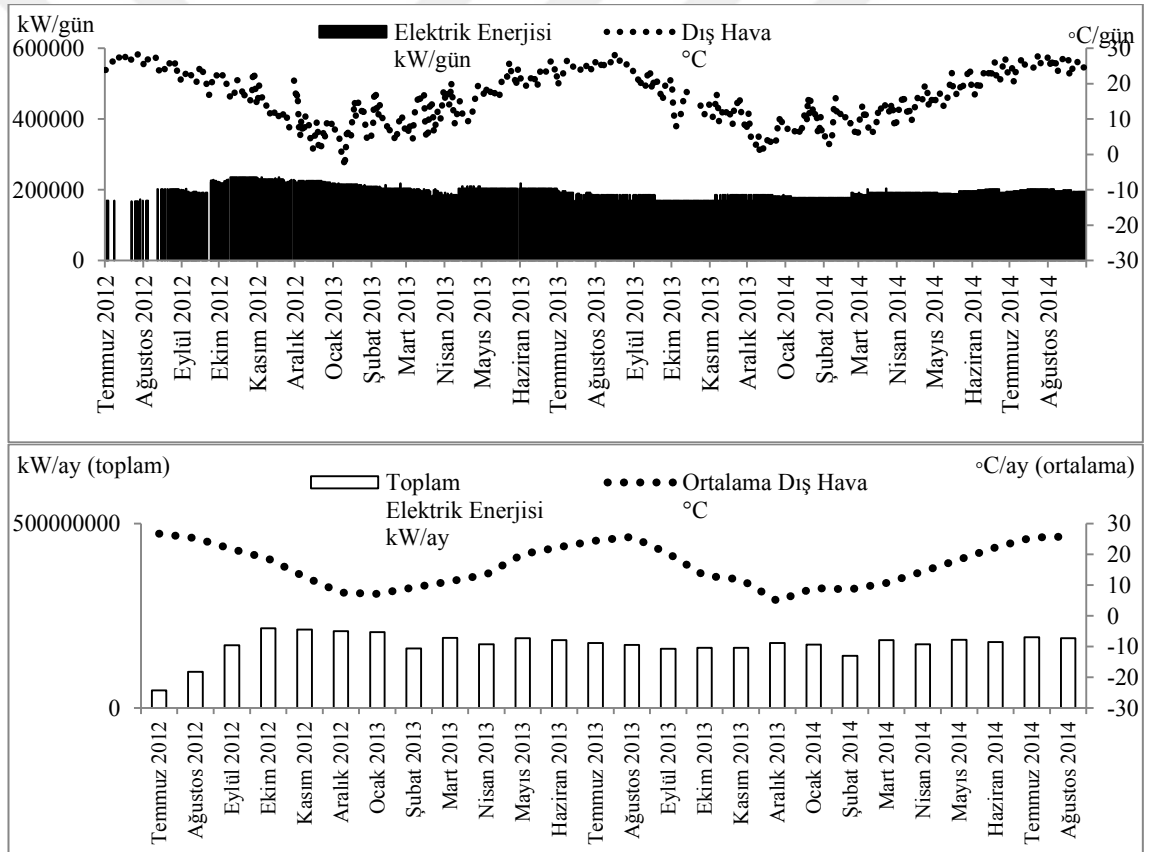 kW/gün
Elektrik Enerjisi
kW/gün
Dış Hava
°C
°C/gün
600000
400000
200000
0
30
20
10
0
-10
-20
-30
Temmuz 2012
Ağustos 2012
Eylül 2012
Ekim 2012
Kasım 2012
Aralık 2012
Ocak 2013
Şubat 2013
Mart 2013
Nisan 2013
Mayıs 2013
Haziran 2013
Temmuz 2013
Ağustos 2013
Eylül 2013
Ekim 2013
Kasım 2013
Aralık 2013
Ocak 2014
Şubat 2014
Mart 2014
Nisan 2014
Mayıs 2014
Haziran 2014
Temmuz 2014
Ağustos 2014
kW/ay (toplam)
Toplam
Elektrik Enerjisi
kW/ay
Ortalama Dış Hava
°C
°C/ay (ortalama)
500000000
0
30
20
10
0
-10
-20
-30
Temmuz 2012
Ağustos 2012
Eylül 2012
Ekim 2012
Kasım 2012
Aralık 2012
Ocak 2013
Şubat 2013
Mart 2013
Nisan 2013
Mayıs 2013
Haziran 2013
Temmuz 2013
Ağustos 2013
Eylül 2013
Ekim 2013
Kasım 2013
Aralık 2013
Ocak 2014
Şubat 2014
Mart 2014
Nisan 2014
Mayıs 2014
Haziran 2014
Temmuz 2014
Ağustos 2014